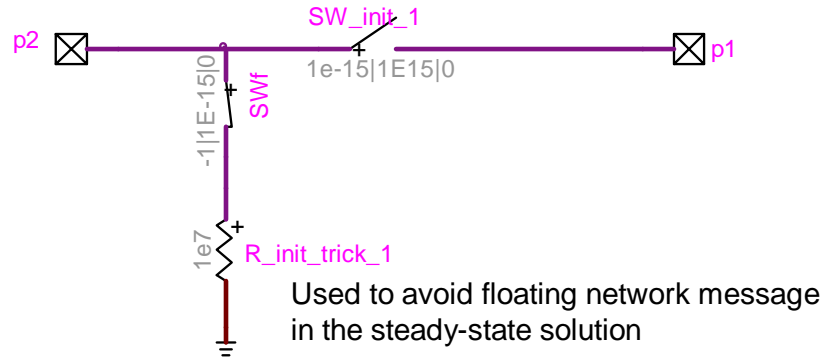 SW_init_1
p2
p1
1e-15|1E15|0
-1|1E-15|0
SWf
1e7
R_init_trick_1
Used to avoid floating network message
in the steady-state solution